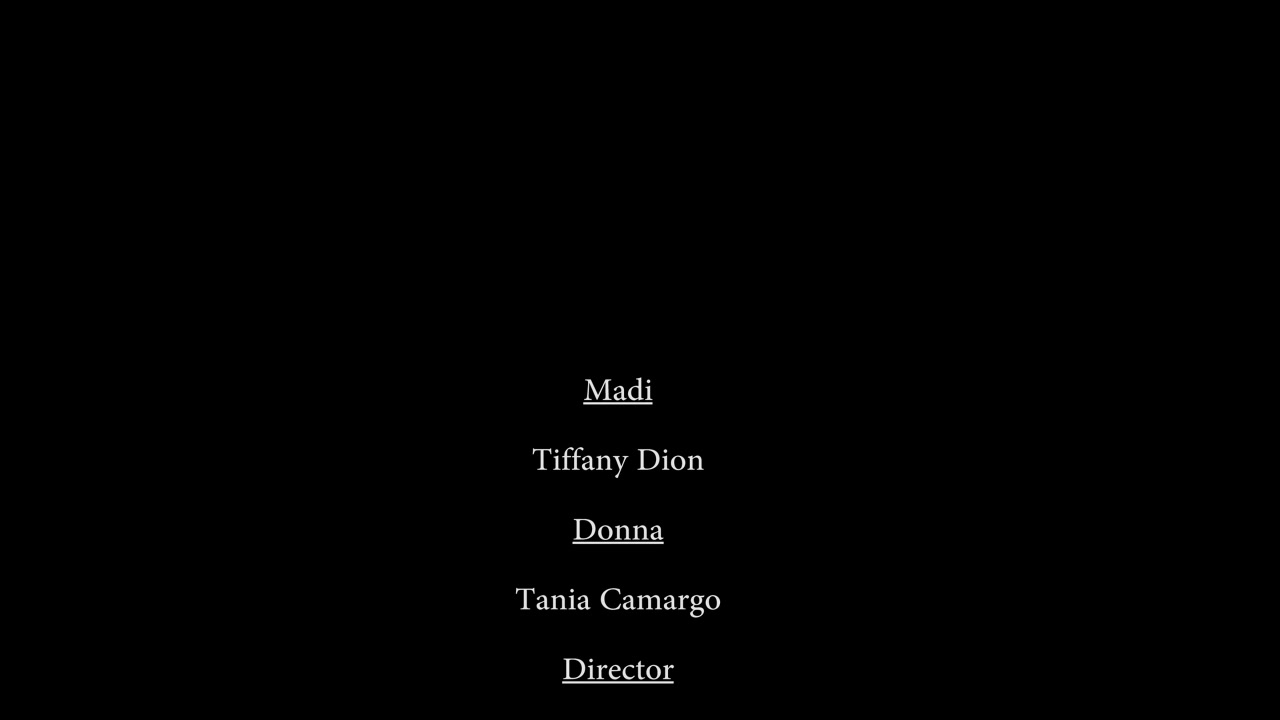 Madi
Tiffany Dion
Donna
Tania Camargo
Director